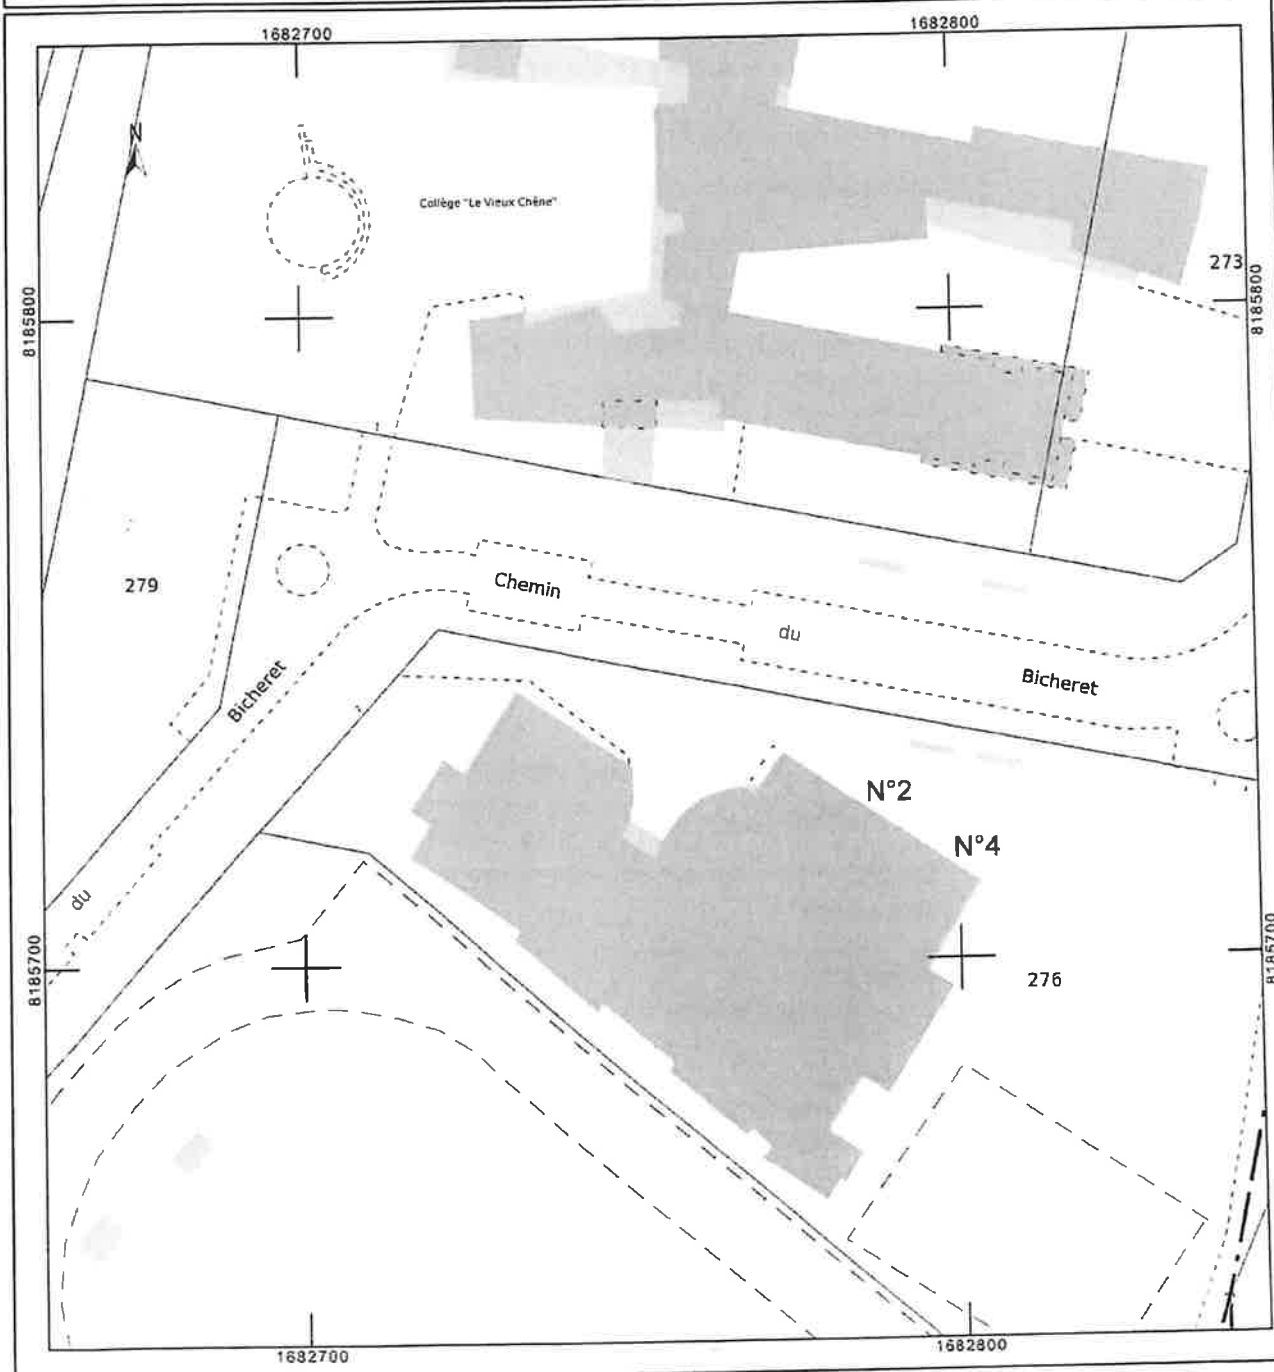 1682700
1682800
N
Collège "Le Vieux Chêne"
273
8185800
8185800
279
Chemin
du
Bicheret
Bicheret
du
N°2
N°4
276
8185700
8185700
1682700
1682800